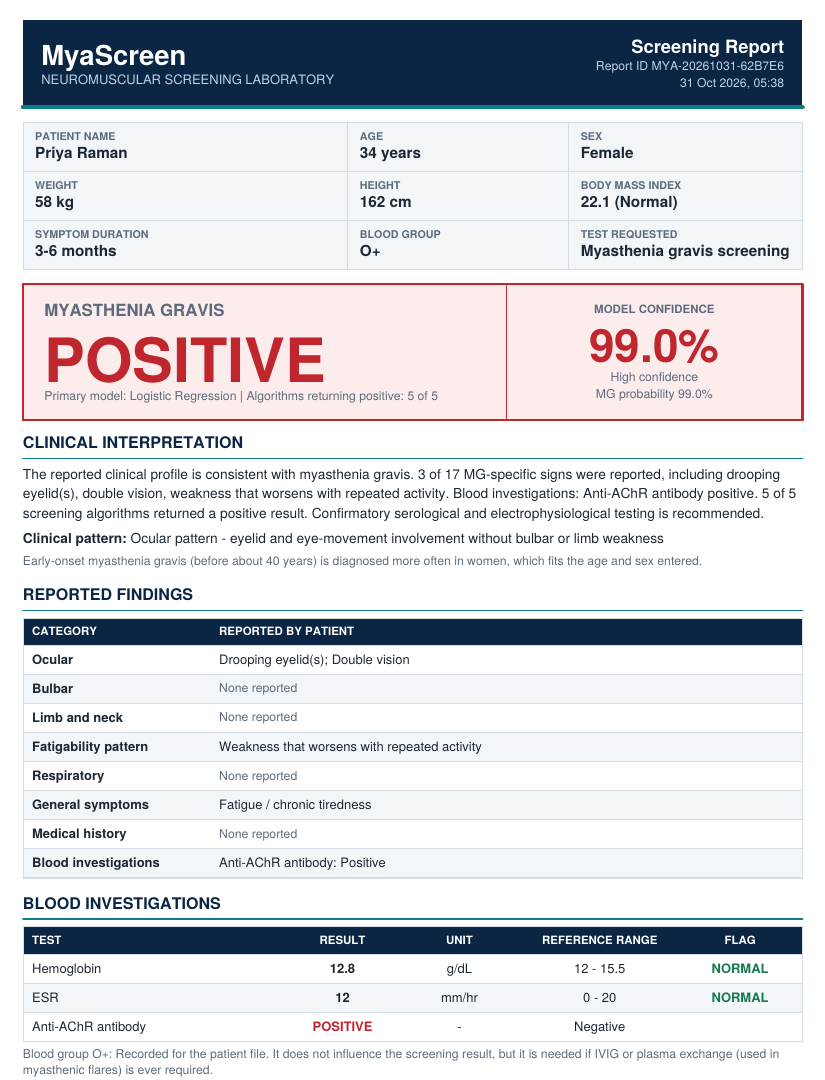 MyaScreen
NEUROMUSCULAR SCREENING LABORATORY
Screening Report
Report ID MYA-20261031-62B7E6
31 Oct 2026, 05:38
PATIENT NAME
Priya Raman
AGE
34 years
SEX
Female
WEIGHT
58 kg
HEIGHT
162 cm
BODY MASS INDEX
22.1 (Normal)
SYMPTOM DURATION
3-6 months
BLOOD GROUP
O+
TEST REQUESTED
Myasthenia gravis screening
MYASTHENIA GRAVIS
POSITIVE
Primary model: Logistic Regression | Algorithms returning positive: 5 of 5
MODEL CONFIDENCE
99.0%
High confidence
MG probability 99.0%
CLINICAL INTERPRETATION
The reported clinical profile is consistent with myasthenia gravis. 3 of 17 MG-specific signs were reported, including drooping
eyelid(s), double vision, weakness that worsens with repeated activity. Blood investigations: Anti-AChR antibody positive. 5 of 5
screening algorithms returned a positive result. Confirmatory serological and electrophysiological testing is recommended.
Clinical pattern: Ocular pattern - eyelid and eye-movement involvement without bulbar or limb weakness
Early-onset myasthenia gravis (before about 40 years) is diagnosed more often in women, which fits the age and sex entered.
REPORTED FINDINGS
CATEGORY REPORTED BY PATIENT
Ocular Drooping eyelid(s); Double vision
Bulbar None reported
Limb and neck None reported
Fatigability pattern Weakness that worsens with repeated activity
Respiratory None reported
General symptoms Fatigue / chronic tiredness
Medical history None reported
Blood investigations Anti-AChR antibody: Positive
BLOOD INVESTIGATIONS
TEST RESULT UNIT REFERENCE RANGE FLAG
Hemoglobin 12.8 g/dL 12 - 15.5 NORMAL
ESR 12 mm/hr 0 - 20 NORMAL
Anti-AChR antibody POSITIVE - Negative
Blood group O+: Recorded for the patient file. It does not influence the screening result, but it is needed if IVIG or plasma exchange (used in
myasthenic flares) is ever required.